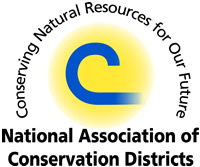 Conserving Natural Resources for Our Future
National Association of
Conservation Districts